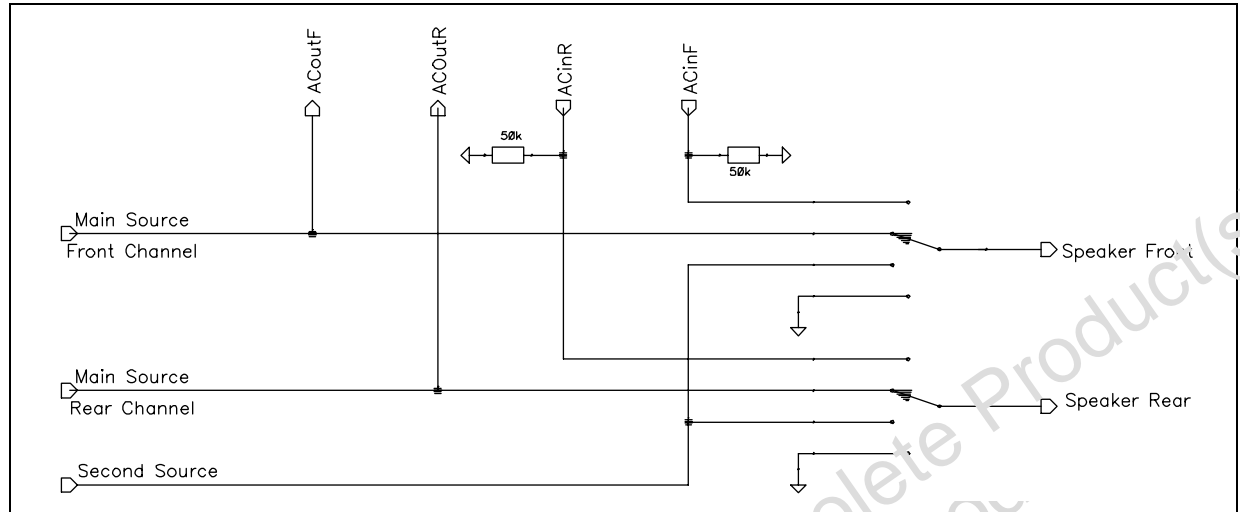 ACoutF
ACOutR
ACinR
ACinF
50k
50k
Main Source
Front Channel
Speaker Front
Main Source
Rear Channel
Speaker Rear
Second Source
Product(s